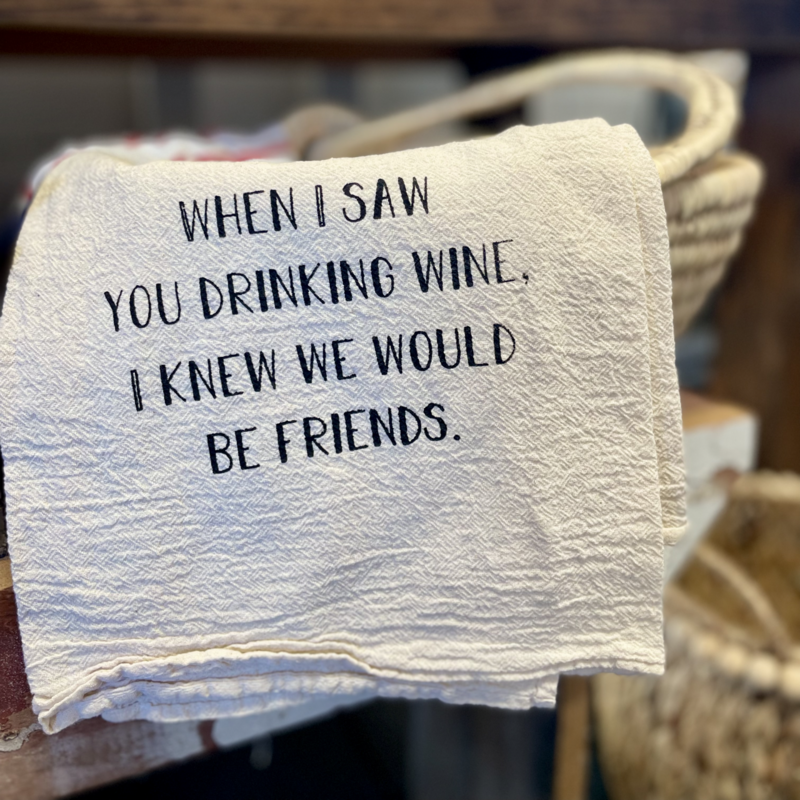 WHEN I SAW
YOU DRINKING WINE,
I KNEW WE WOULD
BE FRIENDS.